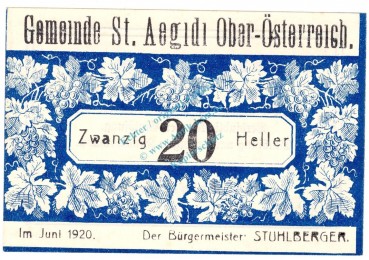 Gemeinde St. Aegidi Ober-Österreich.
Zwanzig 20 Heller
Im Juni 1920. Der Bürgermeister: STUHLBERGER.